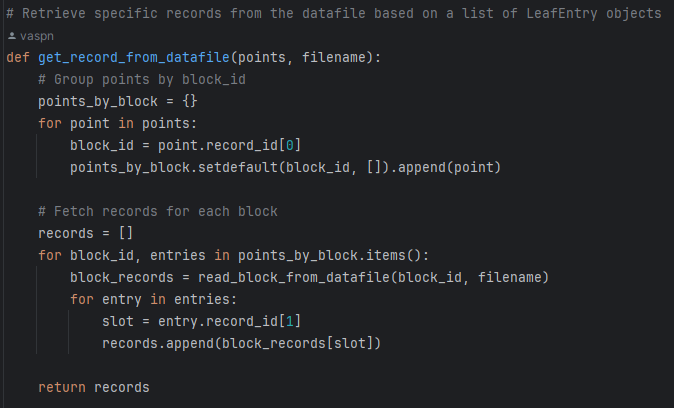 # Retrieve specific records from the datafile based on a list of LeafEntry objects
vaspn
def get_record_from_datafile(points, filename):
    # Group points by block_id
    points_by_block = {}
    for point in points:
        block_id = point.record_id[0]
        points_by_block.setdefault(block_id, []).append(point)

    # Fetch records for each block
    records = []
    for block_id, entries in points_by_block.items():
        block_records = read_block_from_datafile(block_id, filename)
        for entry in entries:
            slot = entry.record_id[1]
            records.append(block_records[slot])

    return records